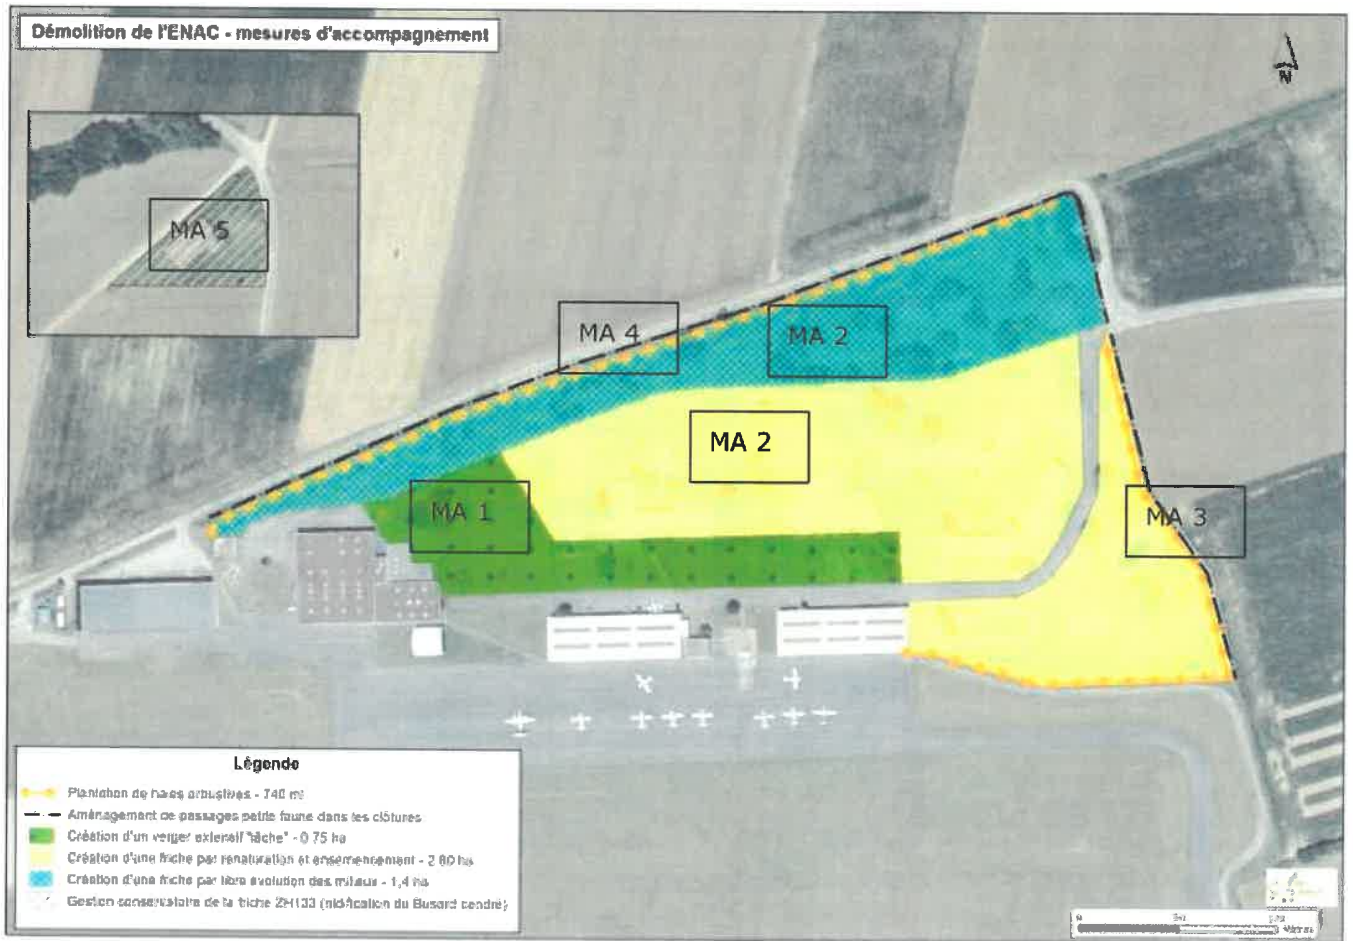 Démolition de l'ENAC - mesures d'accompagnement
N
MA 5
MA 4
MA 2
MA 2
MA 1
MA 3
Légende
Plantation de haies arbustives - 740 ml
Aménagement de passages petite faune dans les clôtures
Création d'un verger extensif "lâche" - 0.75 ha
Création d'une friche par renaturation et ensemencement - 2.80 ha
Création d'une friche par libre évolution des milieux - 1,4 ha
Gestion conservatoire de la friche ZH133 (nidification du Busard cendré)
0
Mètres